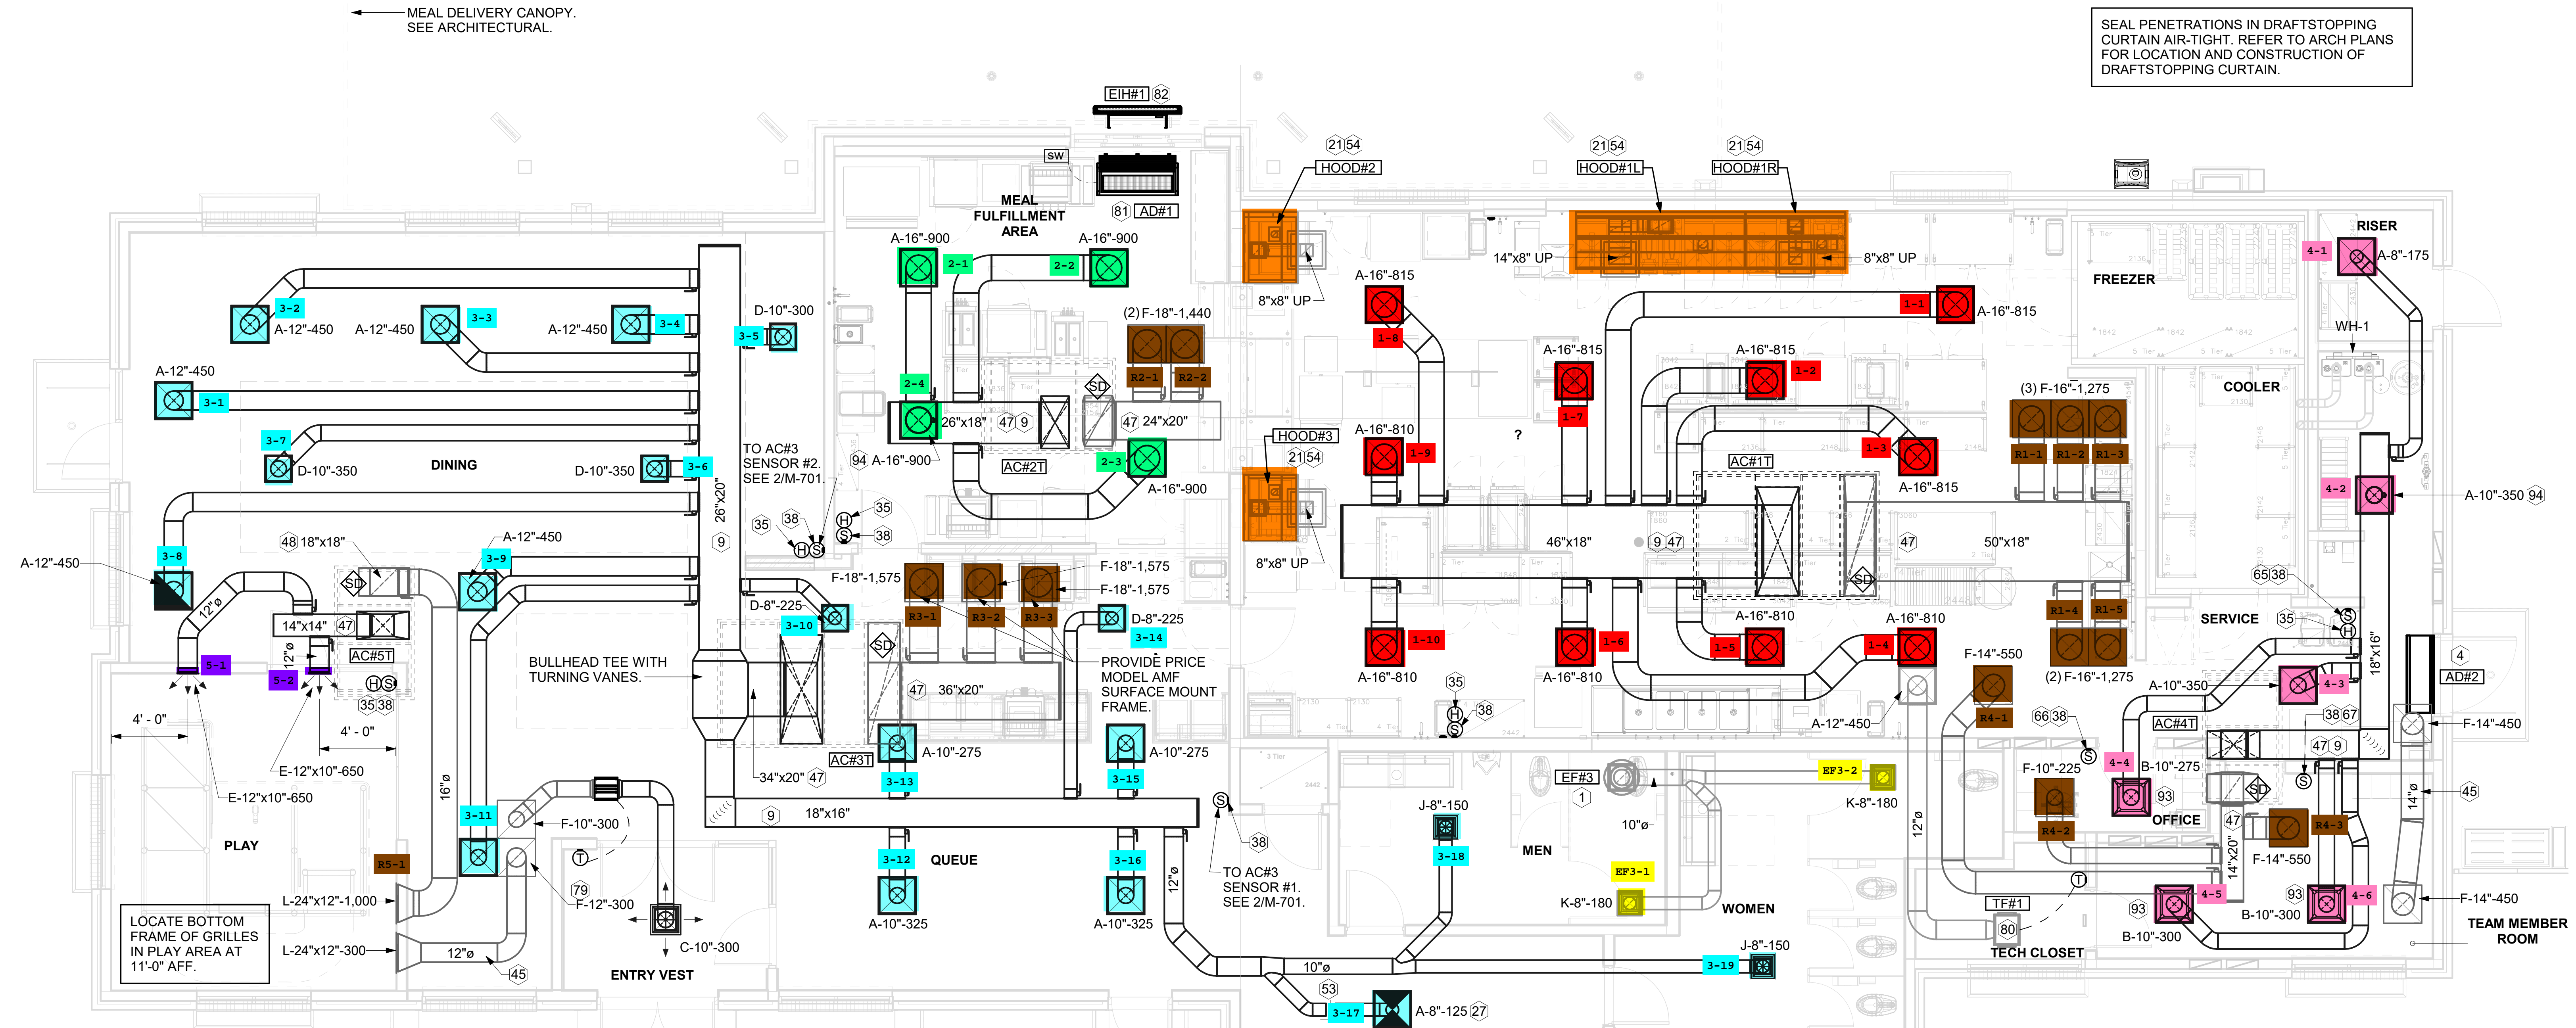 MEAL DELIVERY CANOPY.
SEE ARCHITECTURAL.
SEAL PENETRATIONS IN DRAFTSTOPPING
CURTAIN AIR-TIGHT. REFER TO ARCH PLANS
FOR LOCATION AND CONSTRUCTION OF
DRAFTSTOPPING CURTAIN.
EIH#1 82
SW
81 AD#1
MEAL
FULFILLMENT
AREA
21 54
HOOD#2
21 54
HOOD#1L
21 54
HOOD#1R
14"x8" UP
8"x8" UP
8"x8" UP
RISER
4-1
A-8"-175
FREEZER
WH-1
COOLER
A-16"-900
2-1
2-2
A-16"-900
3-2
A-12"-450
3-3
A-12"-450
3-4
A-12"-450
D-10"-300
3-5
(2) F-18"-1,440
R2-1
R2-2
A-16"-815
1-8
1-1
A-16"-815
A-16"-815
1-7
A-16"-815
1-2
A-12"-450
3-1
2-4
SD
26"x18"
47 9
47
24"x20"
A-16"-900
94
AC#2T
2-3
A-16"-900
(3) F-16"-1,275
R1-1
R1-2
R1-3
A-16"-810
1-9
?
1-3
A-16"-815
AC#1T
3-7
D-10"-350
DINING
D-10"-350
3-6
TO AC#3
SENSOR #2.
SEE 2/M-701.
HOOD#3
21 54
8"x8" UP
4-2
A-10"-350 94
26"x20"
9
35
38
H S
H
S
35
38
46"x18"
9 47
47
50"x18"
SD
3-8
A-12"-450
48 18"x18"
SD
A-12"-450
3-9
12"ø
14"x14"
47
12"ø
AC#5T
5-1
5-2
H S
35 38
4' - 0"
4' - 0"
E-12"x10"-650
E-12"x10"-650
F-18"-1,575
F-18"-1,575
F-18"-1,575
R3-1
R3-2
R3-3
D-8"-225
3-10
D-8"-225
3-14
SD
47
36"x20"
BULLHEAD TEE WITH
TURNING VANES.
PROVIDE PRICE
MODEL AMF
SURFACE MOUNT
FRAME.
34"x20" 47
AC#3T
A-10"-275
3-13
A-10"-275
3-15
1-10
A-16"-810
1-6
A-16"-810
A-16"-810
1-5
A-16"-810
1-4
R1-4
R1-5
(2) F-16"-1,275
SERVICE
65 38
35
S
H
18"x16"
4
AD#2
F-14"-550
R4-1
A-12"-450
A-10"-350
4-3
AC#4T
66 38
S
38 67
S
47 9
F-14"-450
35
H
S
38
16"ø
9
18"x16"
S
38
TO AC#3
SENSOR #1.
SEE 2/M-701.
EF#3
1
10"ø
EF3-2
K-8"-180
EF3-1
K-8"-180
MEN
WOMEN
J-8"-150
3-18
F-10"-225
R4-2
4-4
B-10"-275
93
OFFICE
SD
47
R4-3
F-14"-550
14"x20"
45
14"ø
12"ø
PLAY
R5-1
3-11
F-10"-300
F-12"-300
T
79
3-12
A-10"-325
QUEUE
3-16
A-10"-325
12"ø
LOCATE BOTTOM
FRAME OF GRILLES
IN PLAY AREA AT
11'-0" AFF.
L-24"x12"-1,000
L-24"x12"-300
12"ø
45
C-10"-300
ENTRY VEST
T
TF#1
80
TECH CLOSET
4-5
93
B-10"-300
93
B-10"-300
4-6
F-14"-450
TEAM MEMBER
ROOM
10"ø
J-8"-150
3-19
53
3-17
A-8"-125 27